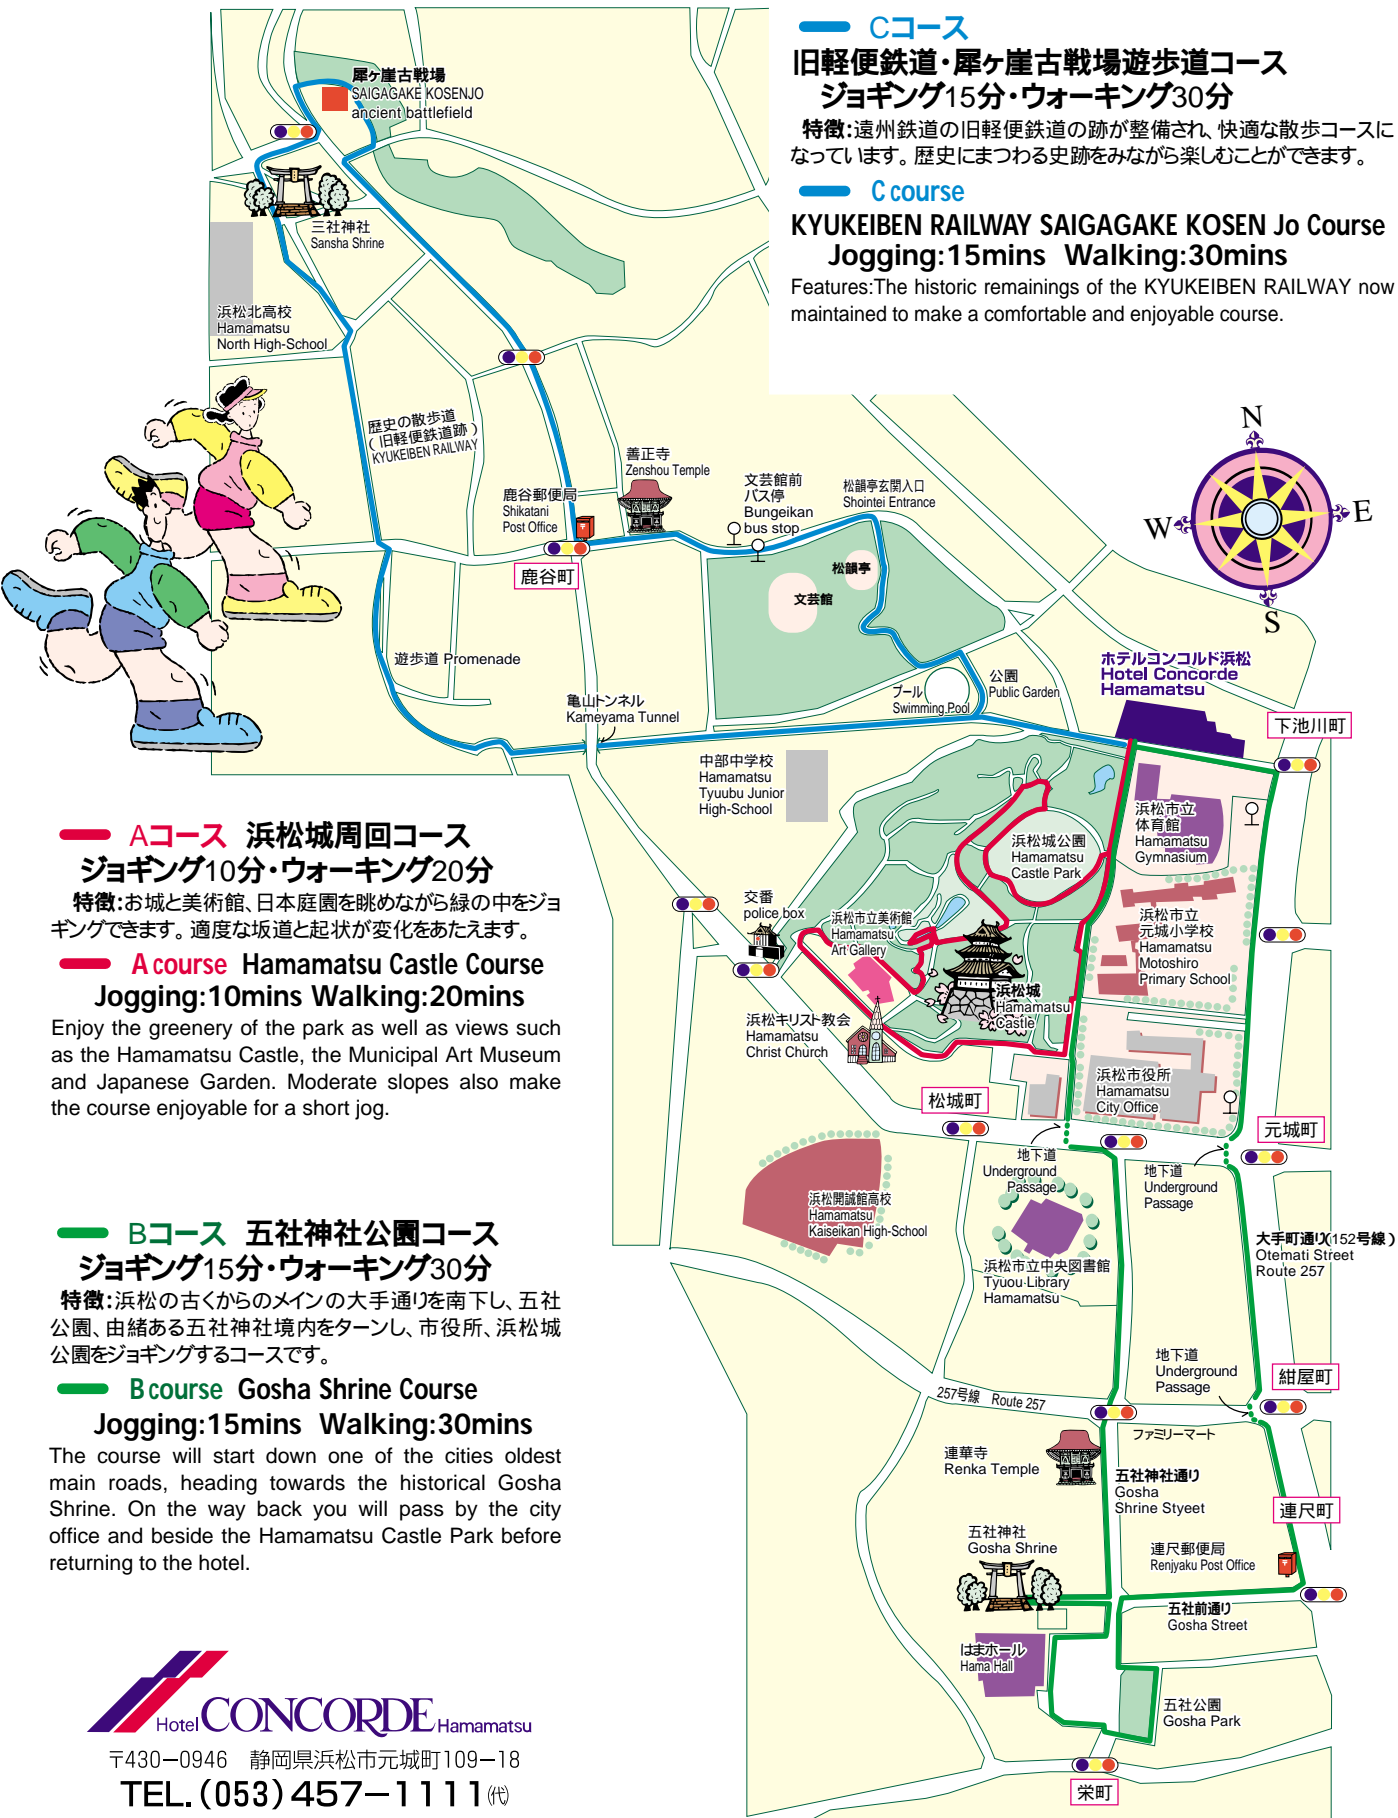 Cコース
旧軽便鉄道・犀ヶ崖古戦場遊歩道コース
ジョギング15分・ウォーキング30分
特徴:遠州鉄道の旧軽便鉄道の跡が整備され、快適な散歩コースに
なっています。歴史にまつわる史跡をみながら楽しむことができます。
C course
KYUKEIBEN RAILWAY SAIGAGAKE KOSEN Jo Course
Jogging:15mins Walking:30mins
Features:The historic remainings of the KYUKEIBEN RAILWAY now
maintained to make a comfortable and enjoyable course.
犀ヶ崖古戦場
SAIGAGAKE KOSENJO
ancient battlefield
三社神社
Sansha Shrine
浜松北高校
Hamamatsu
North High-School
歴史の散歩道
(旧軽便鉄道跡)
KYUKEIBEN RAILWAY
鹿谷郵便局
Shikatani
Post Office
善正寺
Zenshou Temple
文芸館前
バス停
Bungeikan
bus stop
松韻亭玄関入口
Shointei Entrance
N
W
E
S
鹿谷町
松韻亭
文芸館
遊歩道 Promenade
亀山トンネル
Kameyama Tunnel
プール
Swimming Pool
公園
Public Garden
ホテルコンコルド浜松
Hotel Concorde
Hamamatsu
下池川町
中部中学校
Hamamatsu
Tyuubu Junior
High-School
浜松城公園
Hamamatsu
Castle Park
浜松市立
体育館
Hamamatsu
Gymnasium
Aコース 浜松城周回コース
ジョギング10分・ウォーキング20分
特徴:お城と美術館、日本庭園を眺めながら緑の中をジョ
ギングできます。適度な坂道と起状が変化をあたえます。
A course Hamamatsu Castle Course
Jogging:10mins Walking:20mins
Enjoy the greenery of the park as well as views such
as the Hamamatsu Castle, the Municipal Art Museum
and Japanese Garden. Moderate slopes also make
the course enjoyable for a short jog.
交番
police box
浜松市立美術館
Hamamatsu
Art Gallery
浜松市立
元城小学校
Hamamatsu
Motoshiro
Primary School
浜松城
Hamamatsu
Castle
浜松キリスト教会
Hamamatsu
Christ Church
浜松市役所
Hamamatsu
City Office
松城町
元城町
地下道
Underground
Passage
地下道
Underground
Passage
浜松開誠館高校
Hamamatsu
Kaiseikan High-School
浜松市立中央図書館
Tyuou Library
Hamamatsu
大手町通り(152号線)
Otemati Street
Route 257
Bコース 五社神社公園コース
ジョギング15分・ウォーキング30分
特徴:浜松の古くからのメインの大手通りを南下し、五社
公園、由緒ある五社神社境内をターンし、市役所、浜松城
公園をジョギングするコースです。
B course Gosha Shrine Course
Jogging:15mins Walking:30mins
The course will start down one of the cities oldest
main roads, heading towards the historical Gosha
Shrine. On the way back you will pass by the city
office and beside the Hamamatsu Castle Park before
returning to the hotel.
地下道
Underground
Passage
紺屋町
257号線 Route 257
ファミリーマート
連華寺
Renka Temple
五社神社通り
Gosha
Shrine Styeet
連尺町
五社神社
Gosha Shrine
連尺郵便局
Renjyaku Post Office
五社前通り
Gosha Street
はまホール
Hama Hall
五社公園
Gosha Park
栄町
Hotel CONCORDE Hamamatsu
〒430-0946 静岡県浜松市元城町109-18
TEL.(053)457-1111(代)